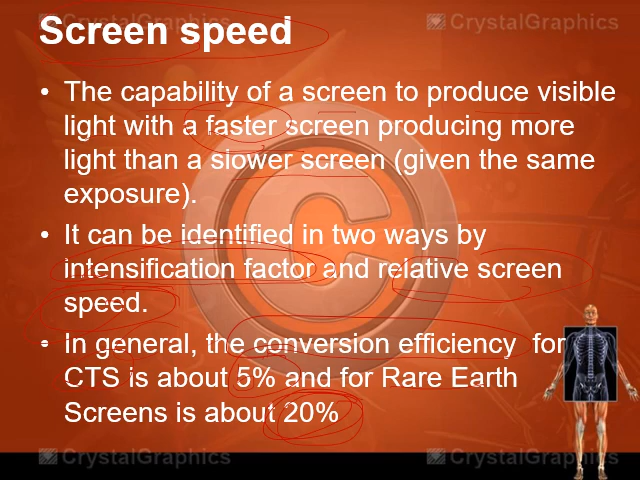 CrystalGraphics
CrystalGraphics
Screen speed
• The capability of a screen to produce visible
light with a faster screen producing more
light than a slower screen (given the same
exposure).
• It can be identified in two ways by
intensification factor and relative screen
speed.
• In general, the conversion efficiency for
CTS is about 5% and for Rare Earth
Screens is about 20%
CrystalGraphics
CrystalGraphics